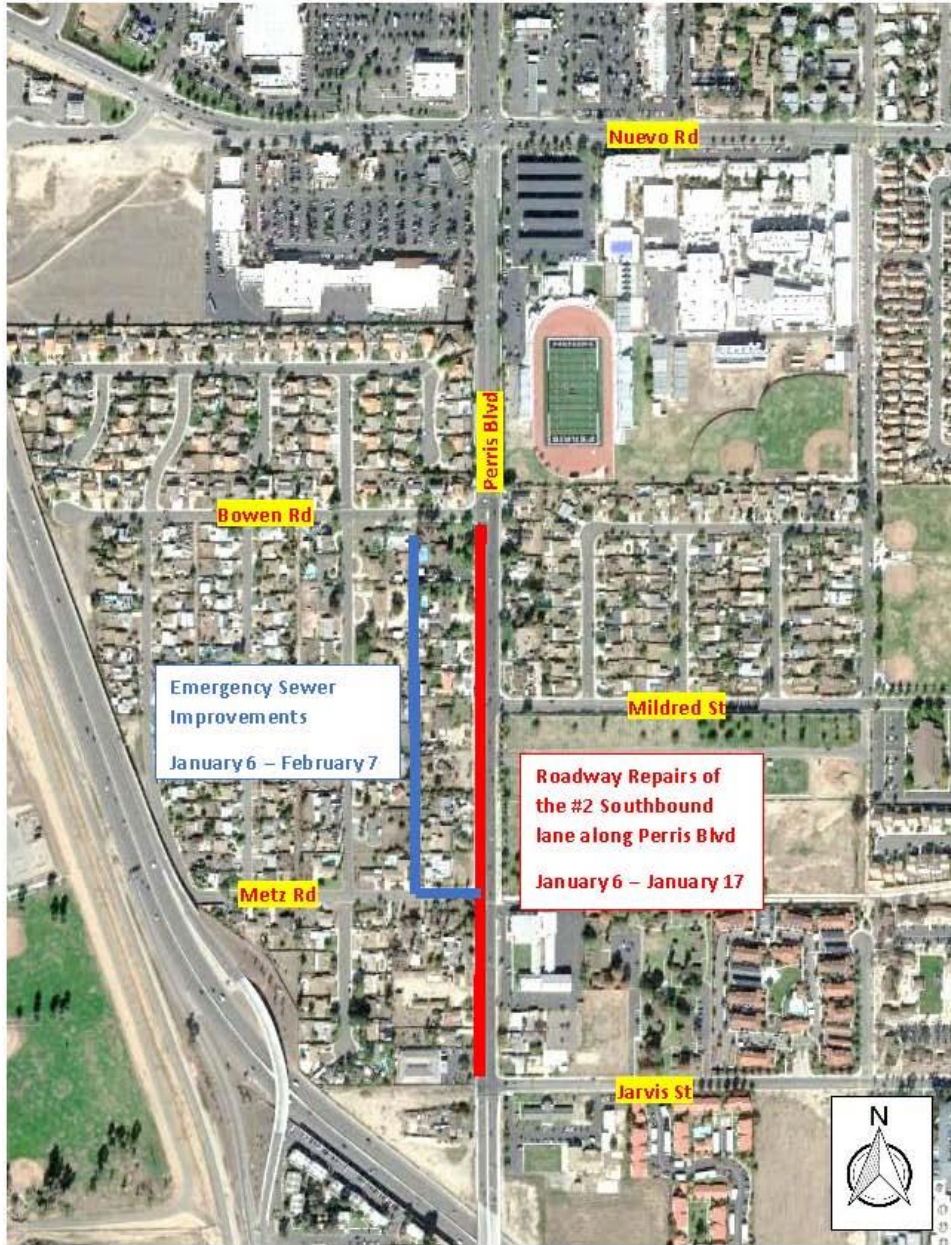 Nuevo Rd
Perris Blvd
Bowen Rd
Emergency Sewer
Improvements
January 6 – February 7
Mildred St
Roadway Repairs of
the #2 Southbound
lane along Perris Blvd
January 6 – January 17
Metz Rd
Jarvis St
N